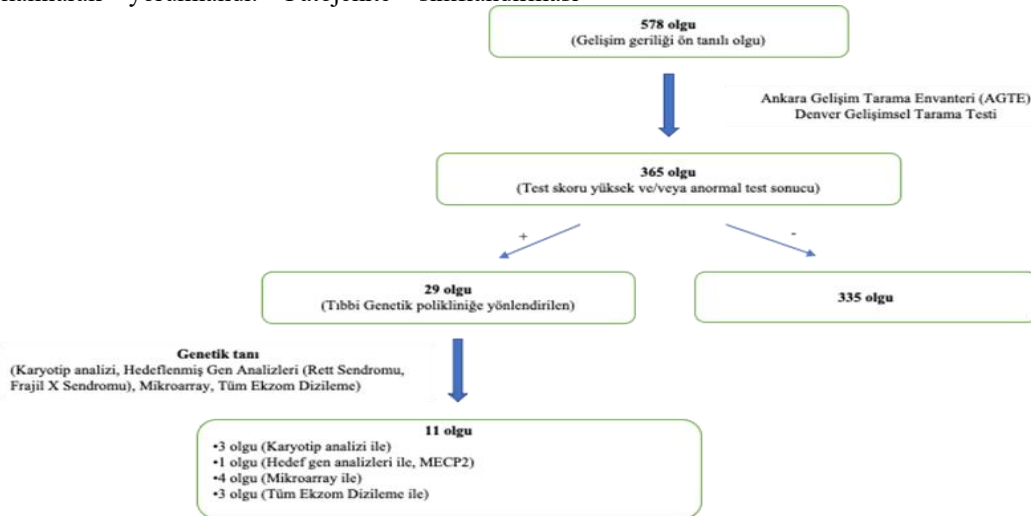 578 olgu
(Gelişim geriliği ön tanılı olgu)
Ankara Gelişim Tarama Envanteri (AGTE)
Denver Gelişimsel Tarama Testi
365 olgu
(Test skoru yüksek ve/veya anormal test sonucu)
+
-
29 olgu
(Tıbbi Genetik polikliniğe yönlendirilen)
335 olgu
Genetik tanı
(Karyotip analizi, Hedeflenmiş Gen Analizleri (Rett Sendromu,
Frajil X Sendromu), Mikroarray, Tüm Ekzom Dizileme)
11 olgu
•3 olgu (Karyotip analizi ile)
•1 olgu (Hedef gen analizleri ile, MECP2)
•4 olgu (Mikroarray ile)
•3 olgu (Tüm Ekzom Dizileme ile)